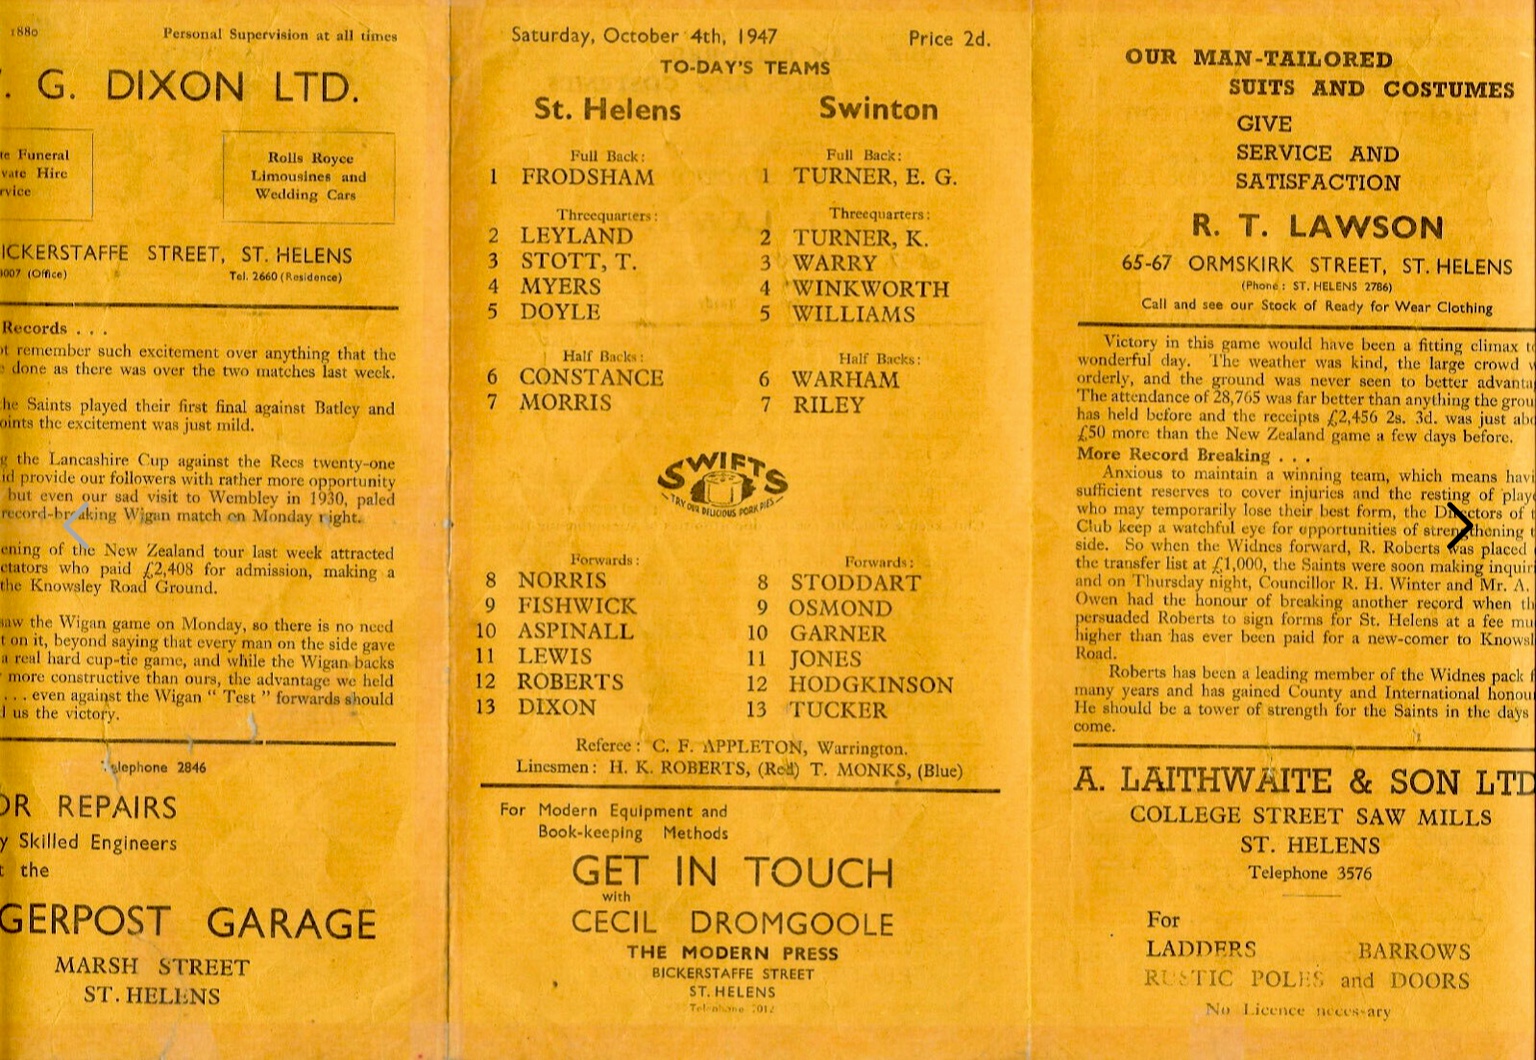 1880 Personal Supervision at all times
. G. DIXON LTD.
Funeral
Hire
Rolls Royce
Limousines and
Wedding Cars
ICKERSTAFFE STREET, ST. HELENS
(Office) Tel. 2660 (Residence)
Records . . .
remember such excitement over anything that the
done as there was over the two matches last week.
the Saints played their first final against Batley and
the excitement was just mild.
the Lancashire Cup against the Recs twenty-one
provide our followers with rather more opportunity
but even our sad visit to Wembley in 1930, paled
record-breaking Wigan match on Monday night.
ening of the New Zealand tour last week attracted
ctators who paid £2,408 for admission, making a
the Knowsley Road Ground.
saw the Wigan game on Monday, so there is no need
t on it, beyond saying that every man on the side gave
a real hard cup-tie game, and while the Wigan backs
more constructive than ours, the advantage we held
. . . even against the Wigan “ Test ” forwards should
us the victory.
Telephone 2846
OR REPAIRS
y Skilled Engineers
t the
GERPOST GARAGE
MARSH STREET
ST. HELENS
Saturday, October 4th, 1947 Price 2d.
TO-DAY'S TEAMS
St. Helens Swinton
Full Back: Full Back:
1 FRODSHAM 1 TURNER, E. G.
Threequarters: Threequarters:
2 LEYLAND 2 TURNER, K.
3 STOTT, T. 3 WARRY
4 MYERS 4 WINKWORTH
5 DOYLE 5 WILLIAMS
Half Backs: Half Backs:
6 CONSTANCE 6 WARHAM
7 MORRIS 7 RILEY
SWIFTS
TRY OUR DELICIOUS PORK PIES
Forwards: Forwards:
8 NORRIS 8 STODDART
9 FISHWICK 9 OSMOND
10 ASPINALL 10 GARNER
11 LEWIS 11 JONES
12 ROBERTS 12 HODGKINSON
13 DIXON 13 TUCKER
Referee: C. F. APPLETON, Warrington.
Linesmen: H. K. ROBERTS, (Red) T. MONKS, (Blue)
For Modern Equipment and
Book-keeping Methods
GET IN TOUCH
with
CECIL DROMGOOLE
THE MODERN PRESS
BICKERSTAFFE STREET
ST. HELENS
Telephone
OUR MAN-TAILORED
SUITS AND COSTUMES
GIVE
SERVICE AND
SATISFACTION
R. T. LAWSON
65-67 ORMSKIRK STREET, ST. HELENS
(Phone: ST. HELENS 2786)
Call and see our Stock of Ready for Wear Clothing
Victory in this game would have been a fitting climax t
wonderful day. The weather was kind, the large crowd w
orderly, and the ground was never seen to better advanta
The attendance of 28,765 was far better than anything the grou
has held before and the receipts £2,456 2s. 3d. was just abo
£50 more than the New Zealand game a few days before.
More Record Breaking . . .
Anxious to maintain a winning team, which means havi
sufficient reserves to cover injuries and the resting of playe
who may temporarily lose their best form, the Directors of t
Club keep a watchful eye for opportunities of strengthening t
side. So when the Widnes forward, R. Roberts was placed
the transfer list at £1,000, the Saints were soon making inquiri
and on Thursday night, Councillor R. H. Winter and Mr. A.
Owen had the honour of breaking another record when th
persuaded Roberts to sign forms for St. Helens at a fee mu
higher than has ever been paid for a new-comer to Knowsl
Road.
Roberts has been a leading member of the Widnes pack f
many years and has gained County and International honou
He should be a tower of strength for the Saints in the days
come.
A. LAITHWAITE & SON LTD
COLLEGE STREET SAW MILLS
ST. HELENS
Telephone 3576
For
LADDERS BARROWS
RUSTIC POLES and DOORS
No Licence necessary